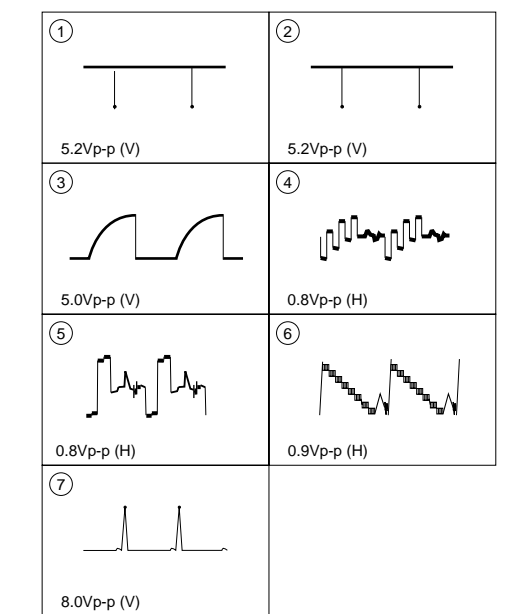 ① ②
5.2Vp-p (V) 5.2Vp-p (V)
③ ④
5.0Vp-p (V) 0.8Vp-p (H)
⑤ ⑥
0.8Vp-p (H) 0.9Vp-p (H)
⑦
8.0Vp-p (V)